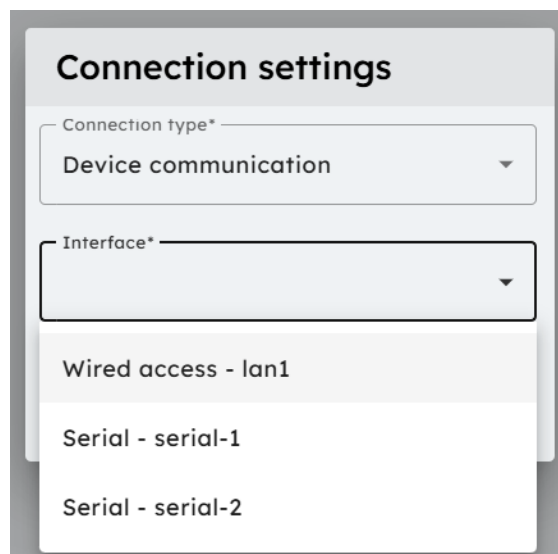 Connection settings
Connection type*
Device communication
Interface*
Wired access - lan1
Serial - serial-1
Serial - serial-2